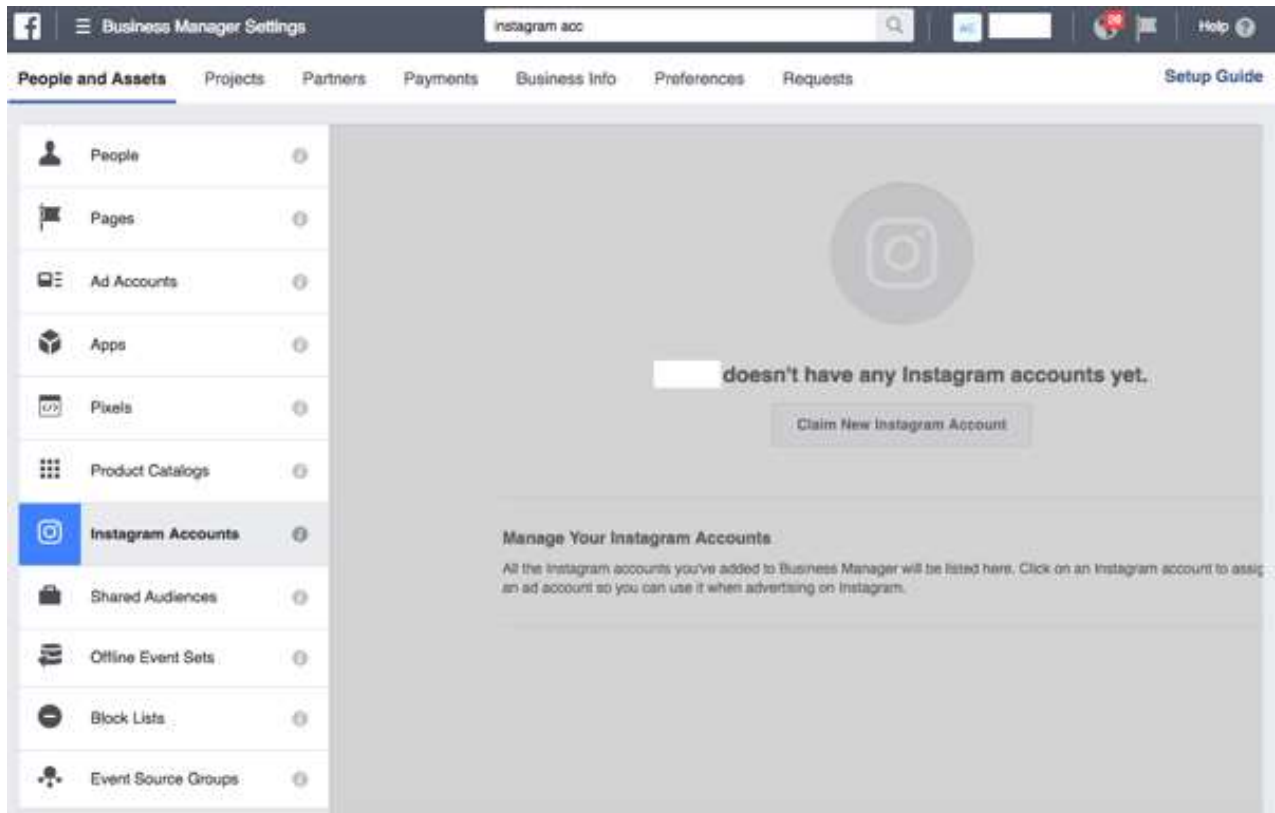 Business Manager Settings
instagram acc
Help
People and Assets
Projects
Partners
Payments
Business Info
Preferences
Requests
Setup Guide
People
Pages
Ad Accounts
Apps
Pixels
Product Catalogs
Instagram Accounts
Shared Audiences
Offline Event Sets
Block Lists
Event Source Groups
doesn't have any Instagram accounts yet.
Claim New Instagram Account
Manage Your Instagram Accounts
All the Instagram accounts you've added to Business Manager will be listed here. Click on an Instagram account to assig
an ad account so you can use it when advertising on Instagram.